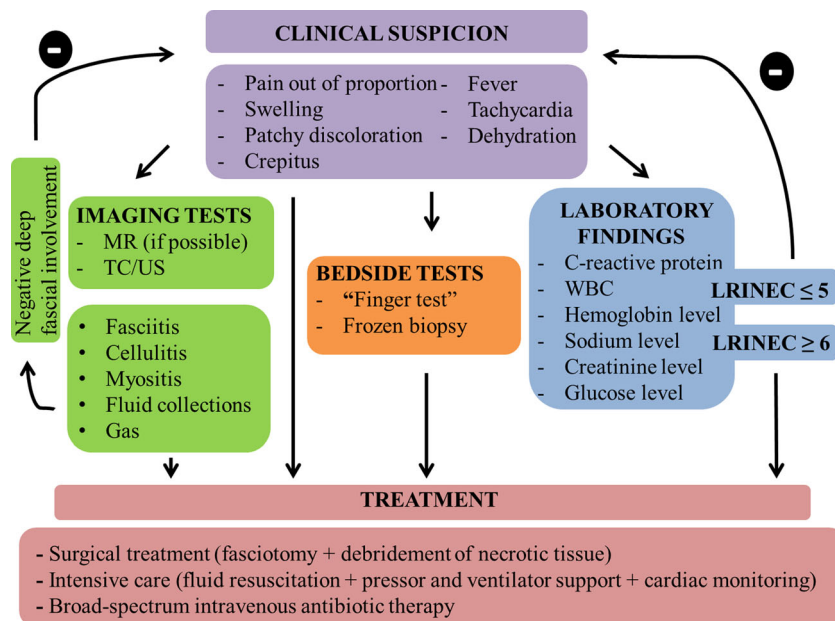 CLINICAL SUSPICION
- Pain out of proportion
- Swelling
- Patchy discoloration
- Crepitus
- Fever
- Tachycardia
- Dehydration
Negative deep
fascial involvement
IMAGING TESTS
- MR (if possible)
- TC/US
• Fasciitis
• Cellulitis
• Myositis
• Fluid collections
• Gas
BEDSIDE TESTS
- “Finger test”
- Frozen biopsy
LABORATORY
FINDINGS
- C-reactive protein
- WBC
- Hemoglobin level
- Sodium level
- Creatinine level
- Glucose level
LRINEC ≤ 5
LRINEC ≥ 6
TREATMENT
- Surgical treatment (fasciotomy + debridement of necrotic tissue)
- Intensive care (fluid resuscitation + pressor and ventilator support + cardiac monitoring)
- Broad-spectrum intravenous antibiotic therapy